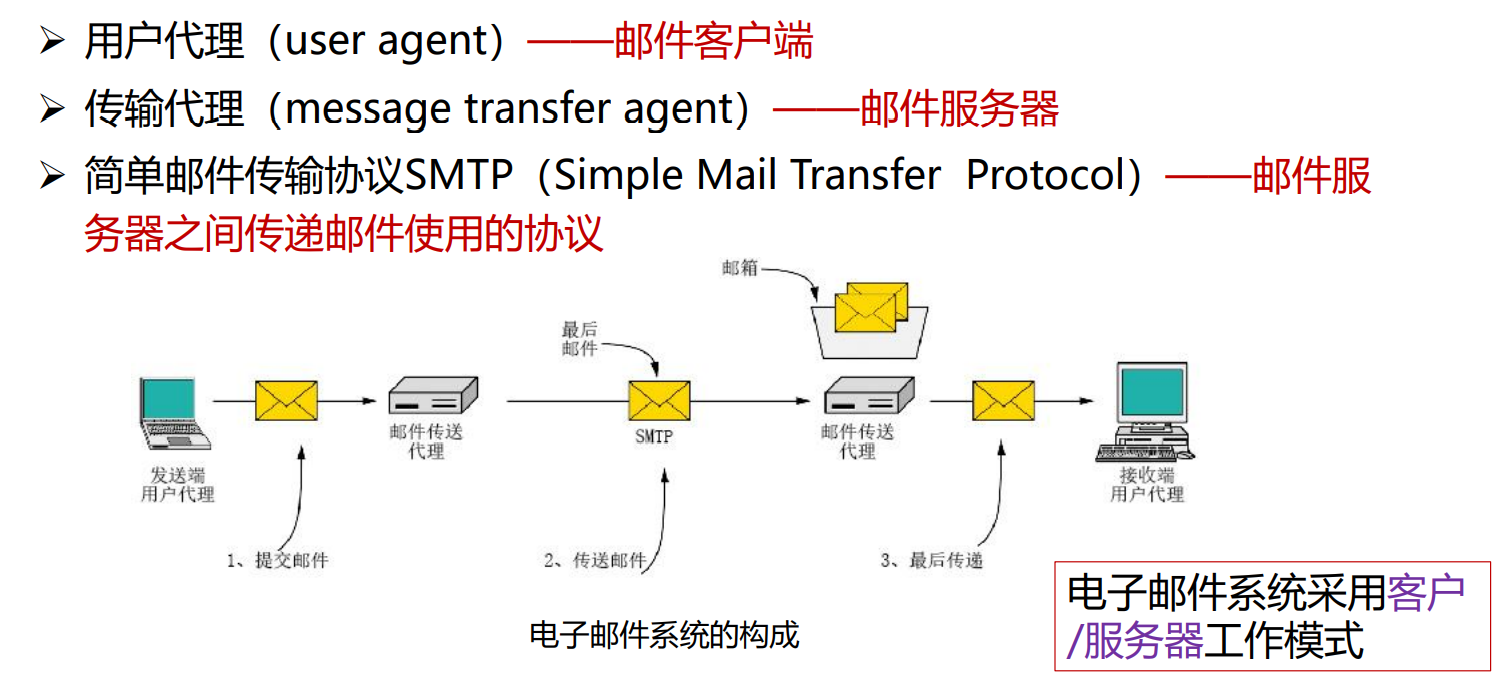 ➢ 用户代理（user agent）——邮件客户端
➢ 传输代理（message transfer agent）——邮件服务器
➢ 简单邮件传输协议SMTP（Simple Mail Transfer Protocol）——邮件服
务器之间传递邮件使用的协议
邮箱
最后
邮件
邮件传送
代理
SMTP
邮件传送
代理
发送端
用户代理
接收端
用户代理
1、提交邮件
2、传送邮件
3、最后传递
电子邮件系统的构成
电子邮件系统采用客户
/服务器工作模式